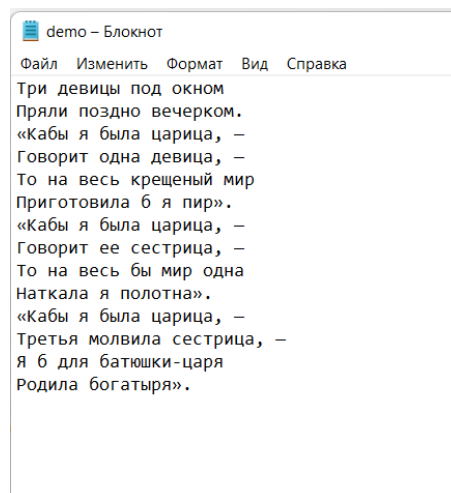 demo – Блокнот
Файл Изменить Формат Вид Справка
Три девицы под окном
Пряли поздно вечерком.
«Кабы я была царица, –
Говорит одна девица, –
То на весь крещеный мир
Приготовила б я пир».
«Кабы я была царица, –
Говорит ее сестрица, –
То на весь бы мир одна
Наткала я полотна».
«Кабы я была царица, –
Третья молвила сестрица, –
Я б для батюшки-царя
Родила богатыря».